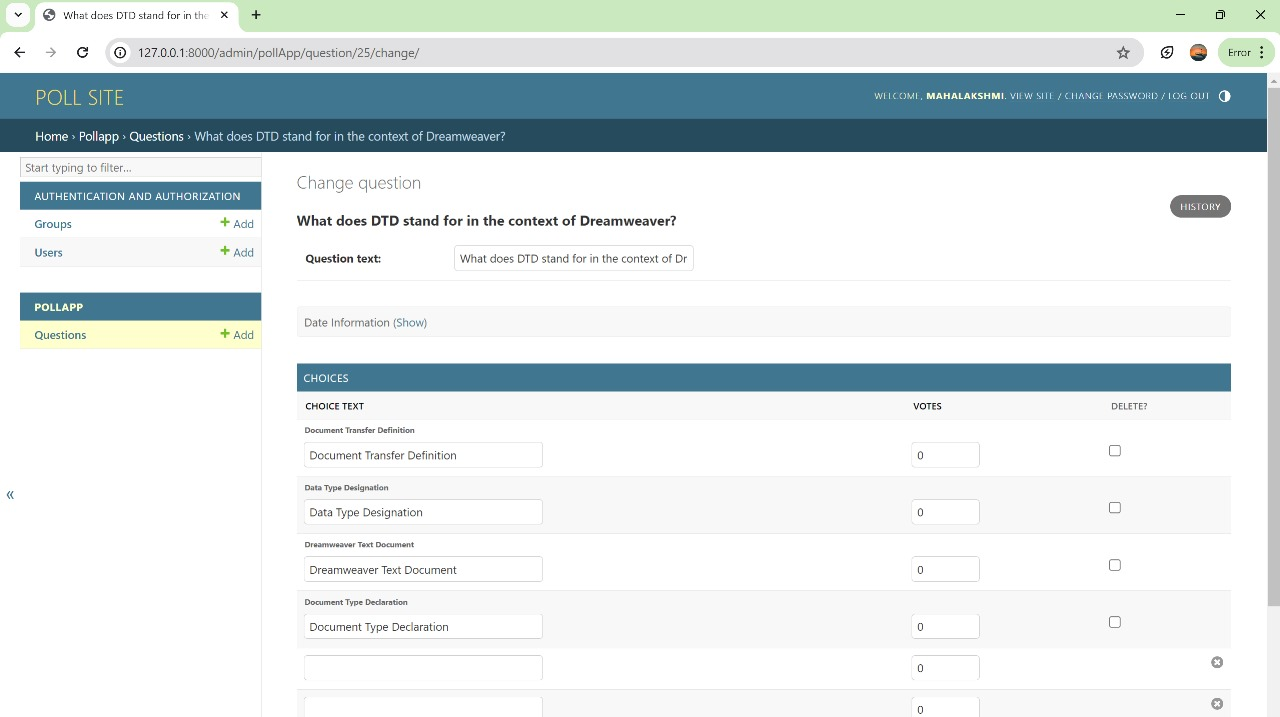 What does DTD stand for in the
127.0.0.1:8000/admin/pollApp/question/25/change/
Error
POLL SITE
WELCOME, MAHALAKSHMI. VIEW SITE / CHANGE PASSWORD / LOG OUT
Home › Pollapp › Questions › What does DTD stand for in the context of Dreamweaver?
Start typing to filter...
AUTHENTICATION AND AUTHORIZATION
Groups + Add
Users + Add
POLLAPP
Questions + Add
«
Change question
HISTORY
What does DTD stand for in the context of Dreamweaver?
Question text: What does DTD stand for in the context of Dr
Date Information (Show)
CHOICES
CHOICE TEXT VOTES DELETE?
Document Transfer Definition
Document Transfer Definition 0
Data Type Designation
Data Type Designation 0
Dreamweaver Text Document
Dreamweaver Text Document 0
Document Type Declaration
Document Type Declaration 0
0
0